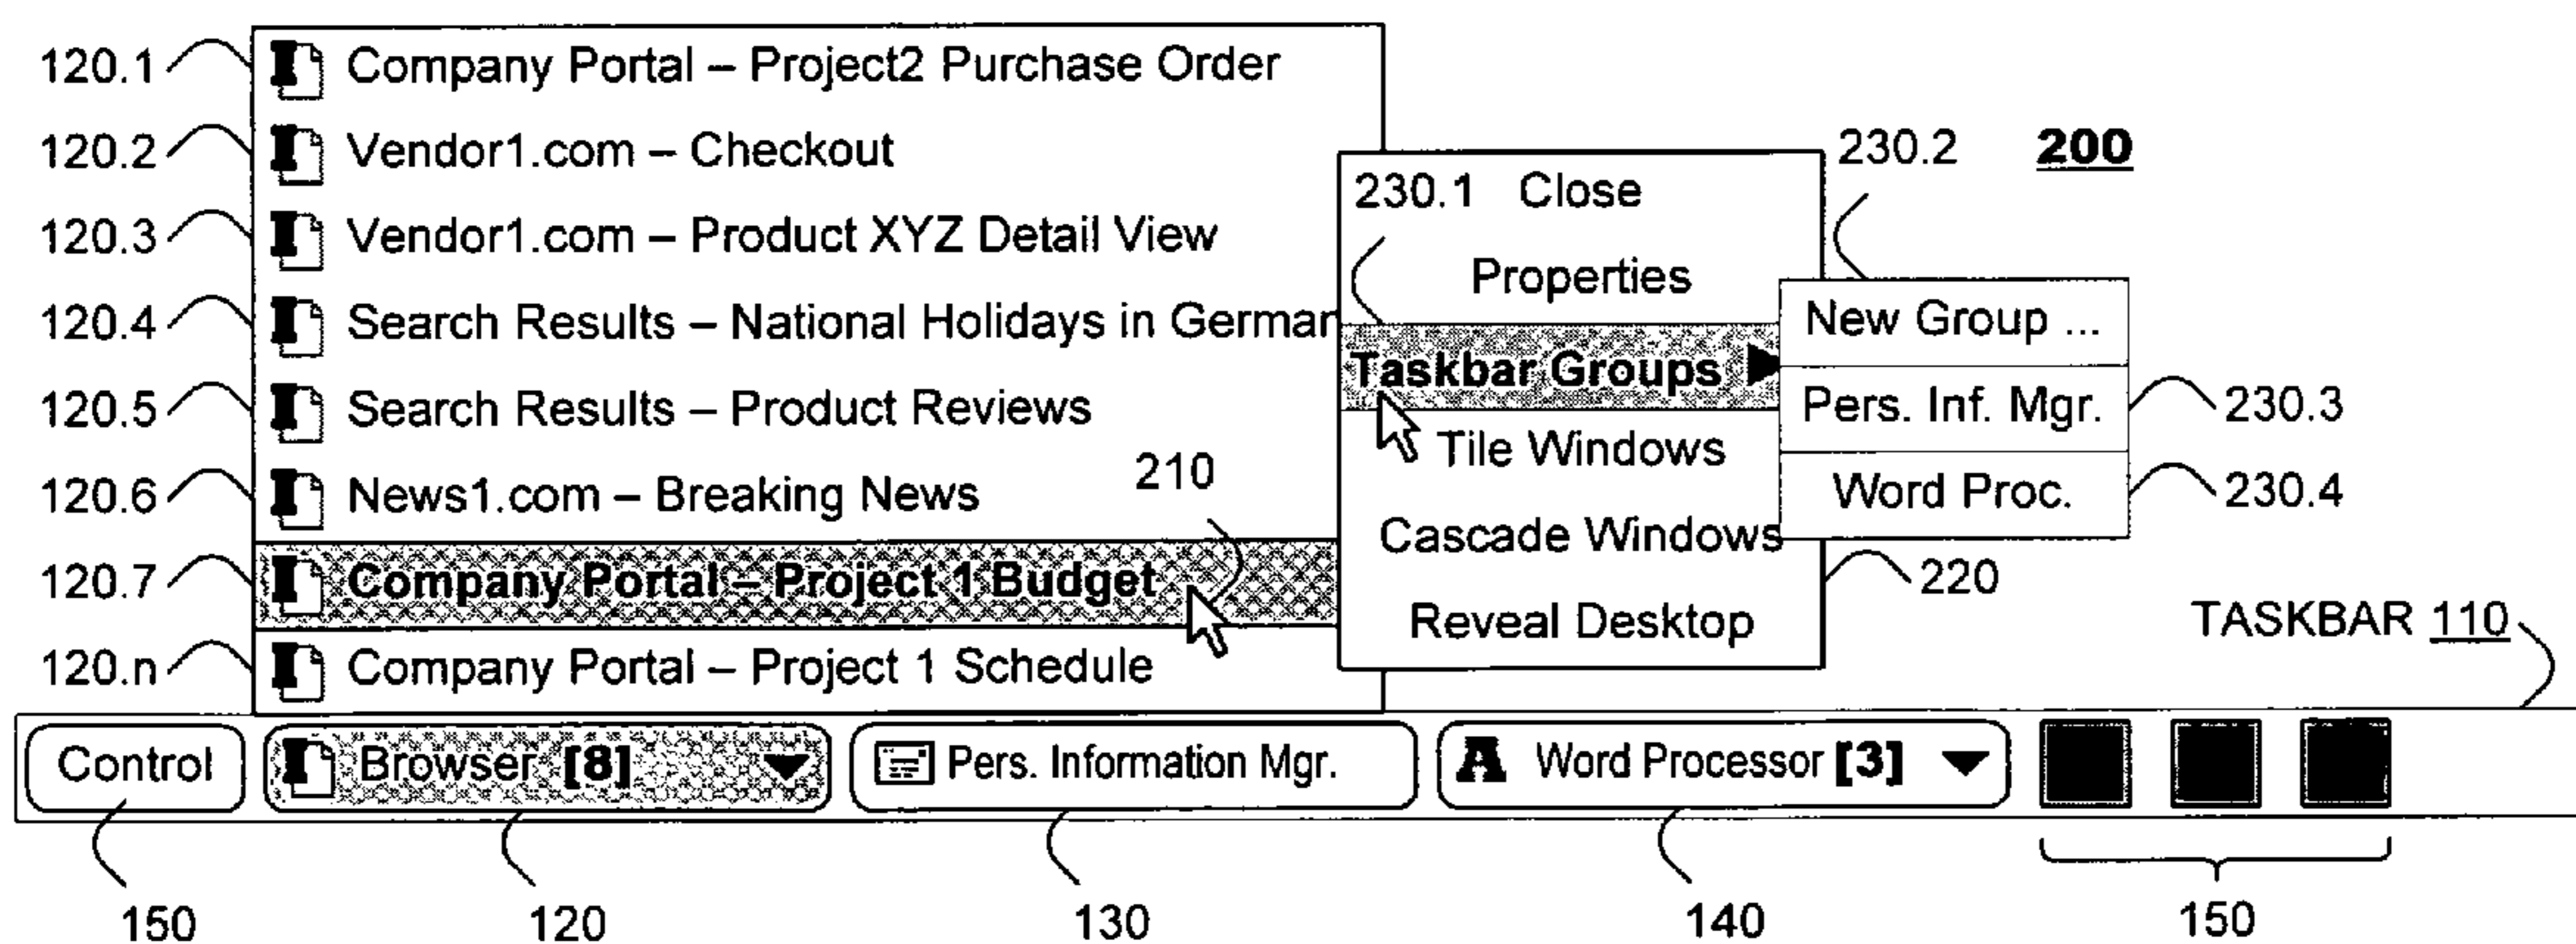 120.1 Company Portal – Project2 Purchase Order
120.2 Vendor1.com – Checkout
230.2 200
230.1 Close
120.3 Vendor1.com – Product XYZ Detail View
Properties
120.4 Search Results – National Holidays in German
New Group ...
Taskbar Groups
120.5 Search Results – Product Reviews
Pers. Inf. Mgr. 230.3
Tile Windows
120.6 News1.com – Breaking News
210
Word Proc. 230.4
Cascade Windows
120.7 Company Portal – Project 1 Budget
220
Reveal Desktop
TASKBAR 110
120.n Company Portal – Project 1 Schedule
Control
I Browser [8]
Pers. Information Mgr.
A Word Processor [3]
150 120 130 140 150